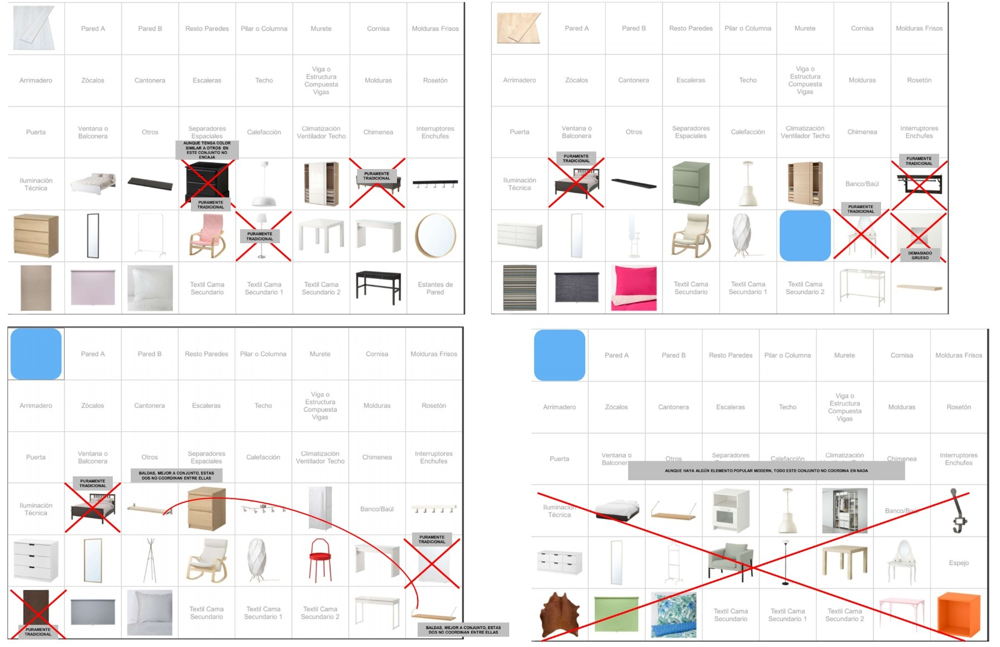 Pared A
Pared B
Resto Paredes
Pilar o Columna
Murete
Cornisa
Molduras Frisos
Arrimadero
Zócalos
Cantonera
Escaleras
Techo
Viga o
Estructura
Compuesta
Vigas
Molduras
Rosetón
Puerta
Ventana o
Balconera
Otros
Separadores
Espaciales
Calefacción
Climatización
Ventilador Techo
Chimenea
Interruptores
Enchufes
AUNQUE TENGA COLOR
SIMILAR A OTROS EN
ESTE CONJUNTO NO
ENCAJA
Iluminación
Técnica
PURAMENTE
TRADICIONAL
PURAMENTE
TRADICIONAL
PURAMENTE
TRADICIONAL
Textil Cama
Secundario
Textil Cama
Secundario 1
Textil Cama
Secundario 2
Estantes de
Pared
Pared A
Pared B
Resto Paredes
Pilar o Columna
Murete
Cornisa
Molduras Frisos
Arrimadero
Zócalos
Cantonera
Escaleras
Techo
Viga o
Estructura
Compuesta
Vigas
Molduras
Rosetón
Puerta
Ventana o
Balconera
Otros
Separadores
Espaciales
Calefacción
Climatización
Ventilador Techo
Chimenea
Interruptores
Enchufes
PURAMENTE
TRADICIONAL
PURAMENTE
TRADICIONAL
Iluminación
Técnica
Banco/Baúl
PURAMENTE
TRADICIONAL
DEMASIADO
GRUESO
Textil Cama
Secundario
Textil Cama
Secundario 1
Textil Cama
Secundario 2
Pared A
Pared B
Resto Paredes
Pilar o Columna
Murete
Cornisa
Molduras Frisos
Arrimadero
Zócalos
Cantonera
Escaleras
Techo
Viga o
Estructura
Compuesta
Vigas
Molduras
Rosetón
Puerta
Ventana o
Balconera
Otros
Separadores
Espaciales
Calefacción
Climatización
Ventilador Techo
Chimenea
Interruptores
Enchufes
PURAMENTE
TRADICIONAL
BALDAS, MEJOR A CONJUNTO, ESTAS
DOS NO COORDINAN ENTRE ELLAS
Iluminación
Técnica
Banco/Baúl
PURAMENTE
TRADICIONAL
PURAMENTE
TRADICIONAL
Textil Cama
Secundario
Textil Cama
Secundario 1
Textil Cama
Secundario 2
BALDAS, MEJOR A CONJUNTO, ESTAS
DOS NO COORDINAN ENTRE ELLAS
Pared A
Pared B
Resto Paredes
Pilar o Columna
Murete
Cornisa
Molduras Frisos
Arrimadero
Zócalos
Cantonera
Escaleras
Techo
Viga o
Estructura
Compuesta
Vigas
Molduras
Rosetón
Puerta
Ventana o
Balconera
Otros
Separadores
Calefacción
Climatización
Chimenea
Interruptores
Enchufes
AUNQUE HAYA ALGÚN ELEMENTO POPULAR MODERN, TODO ESTE CONJUNTO NO COORDINA EN NADA
Iluminación
Técnica
Banco/Baúl
Espejo
Textil Cama
Secundario
Textil Cama
Secundario 1
Textil Cama
Secundario 2